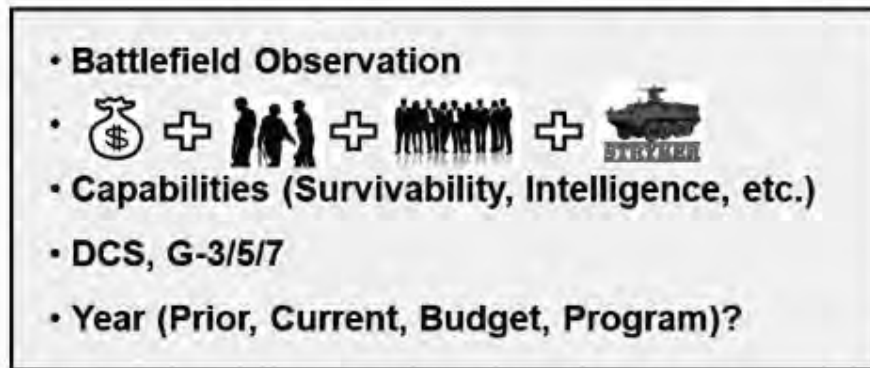 • Battlefield Observation
• $ + + + STRYKER
• Capabilities (Survivability, Intelligence, etc.)
• DCS, G-3/5/7
• Year (Prior, Current, Budget, Program)?